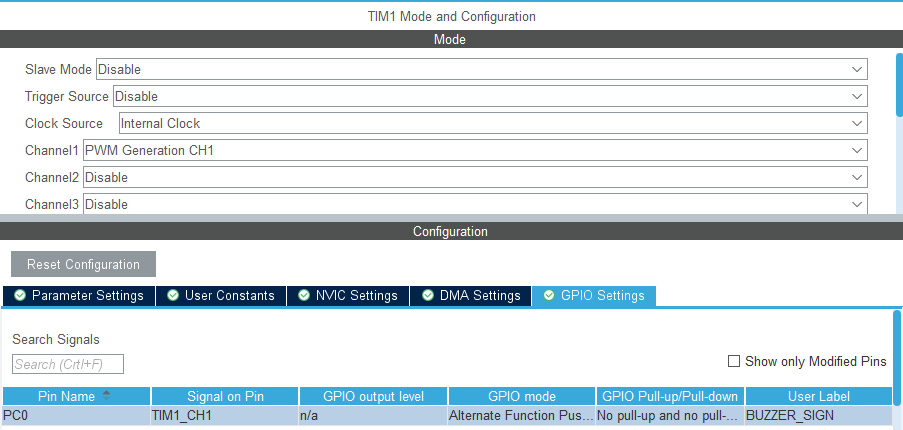 TIM1 Mode and Configuration
Mode
Slave Mode Disable
Trigger Source Disable
Clock Source Internal Clock
Channel1 PWM Generation CH1
Channel2 Disable
Channel3 Disable
Configuration
Reset Configuration
Parameter Settings User Constants NVIC Settings DMA Settings GPIO Settings
Search Signals
Search (Crtl+F)
Show only Modified Pins
Pin Name Signal on Pin GPIO output level GPIO mode GPIO Pull-up/Pull-down User Label
PC0 TIM1_CH1 n/a Alternate Function Pus... No pull-up and no pull-... BUZZER_SIGN